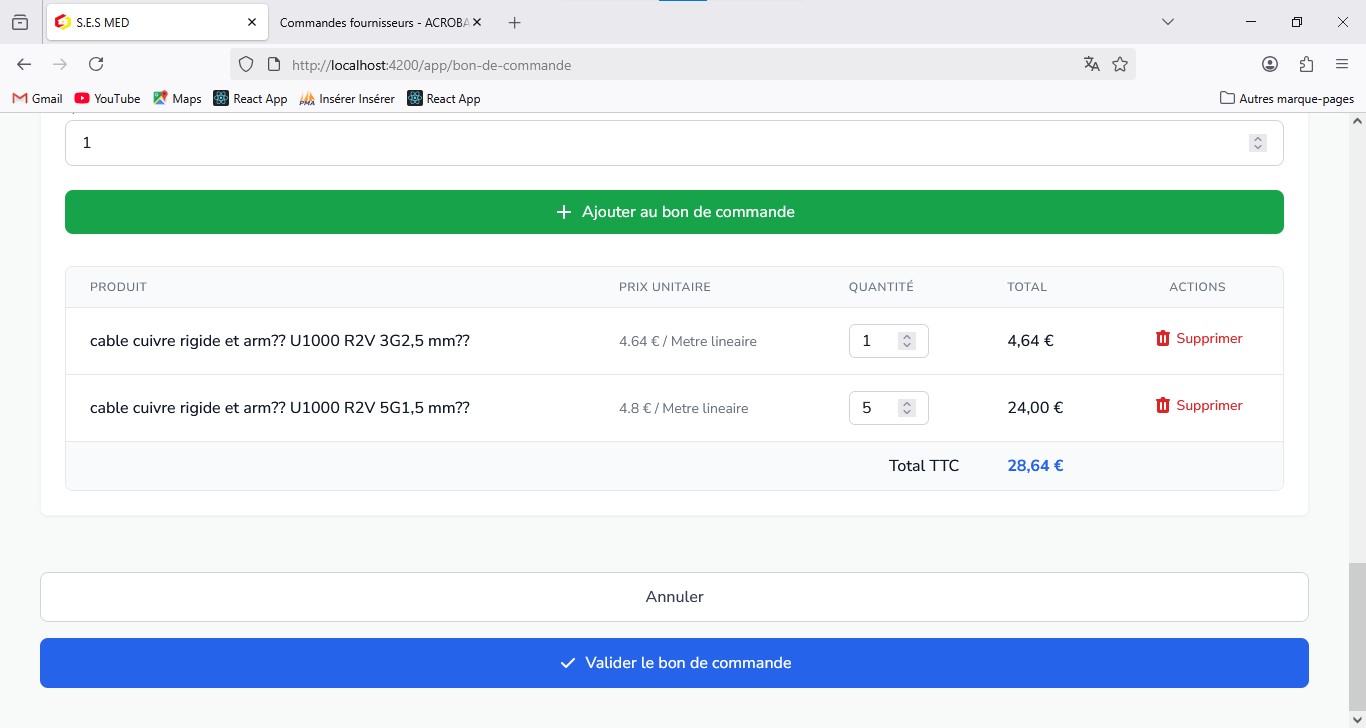 S.E.S MED
Commandes fournisseurs - ACROBA
http://localhost:4200/app/bon-de-commande
Gmail YouTube Maps React App Insérer Insérer React App Autres marque-pages
1
Ajouter au bon de commande
PRODUIT PRIX UNITAIRE QUANTITÉ TOTAL ACTIONS
cable cuivre rigide et arm?? U1000 R2V 3G2,5 mm?? 4.64 € / Metre lineaire 1 4,64 € Supprimer
cable cuivre rigide et arm?? U1000 R2V 5G1,5 mm?? 4.8 € / Metre lineaire 5 24,00 € Supprimer
Total TTC 28,64 €
Annuler
Valider le bon de commande